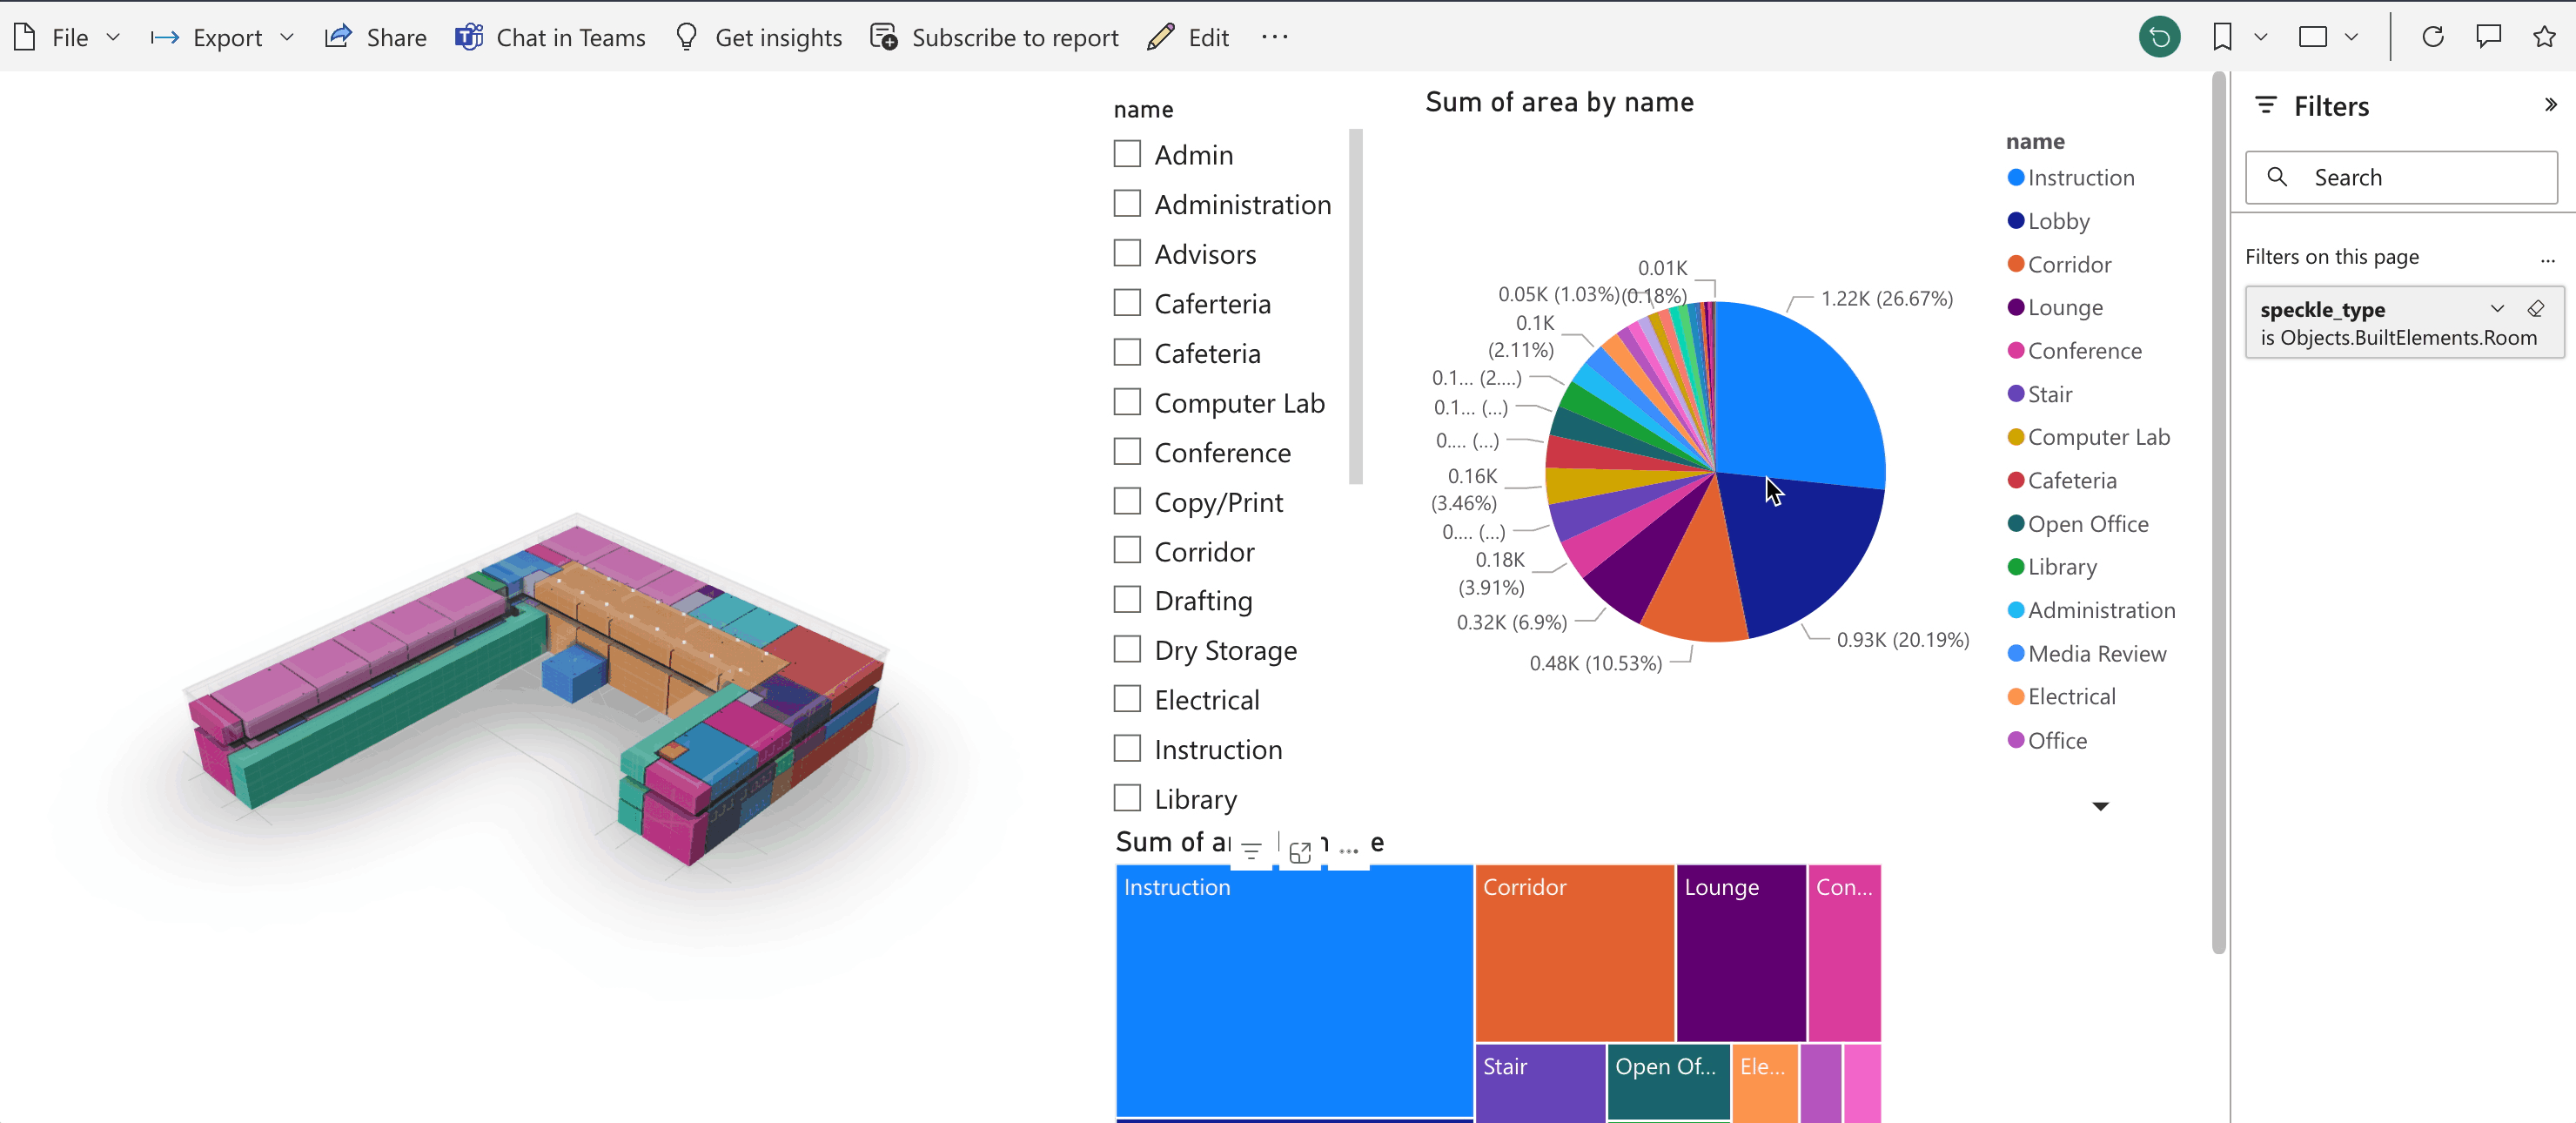 File Export Share Chat in Teams Get insights Subscribe to report Edit ...
name
Admin
Administration
Advisors
Caferteria
Cafeteria
Computer Lab
Conference
Copy/Print
Corridor
Drafting
Dry Storage
Electrical
Instruction
Library
Sum of area by name
0.01K
(0.18%)
0.05K (1.03%)
0.1K
(2.11%)
0.1... (2....)
0.1... (...)
0.... (...)
0.16K
(3.46%)
0.... (...)
0.18K
(3.91%)
0.32K (6.9%)
0.48K (10.53%)
1.22K (26.67%)
0.93K (20.19%)
name
Instruction
Lobby
Corridor
Lounge
Conference
Stair
Computer Lab
Cafeteria
Open Office
Library
Administration
Media Review
Electrical
Office
Sum of
Instruction
Corridor
Lounge
Con...
Stair
Open Of...
Ele...
Filters
Search
Filters on this page
...
speckle_type
is Objects.BuiltElements.Room